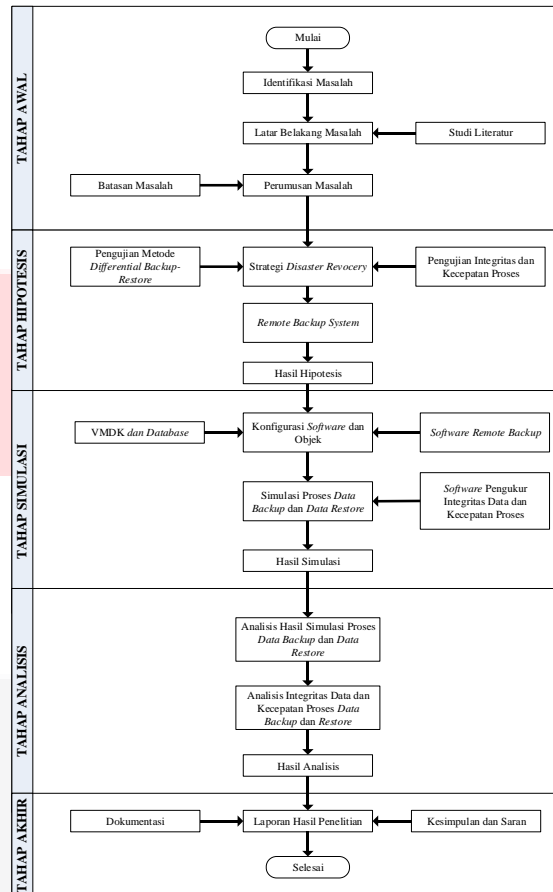 TAHAP AWAL
Mulai
Identifikasi Masalah
Latar Belakang Masalah
Studi Literatur
Batasan Masalah
Perumusan Masalah
TAHAP HIPOTESIS
Pengujian Metode
Differential Backup-
Restore
Strategi Disaster Revocery
Pengujian Integritas dan
Kecepatan Proses
Remote Backup System
Hasil Hipotesis
TAHAP SIMULASI
VMDK dan Database
Konfigurasi Software dan
Objek
Software Remote Backup
Simulasi Proses Data
Backup dan Data Restore
Software Pengukur
Integritas Data dan
Kecepatan Proses
Hasil Simulasi
TAHAP ANALISIS
Analisis Hasil Simulasi Proses
Data Backup dan Data
Restore
Analisis Integritas Data dan
Kecepatan Proses Data
Backup dan Restore
Hasil Analisis
TAHAP AKHIR
Dokumentasi
Laporan Hasil Penelitian
Kesimpulan dan Saran
Selesai